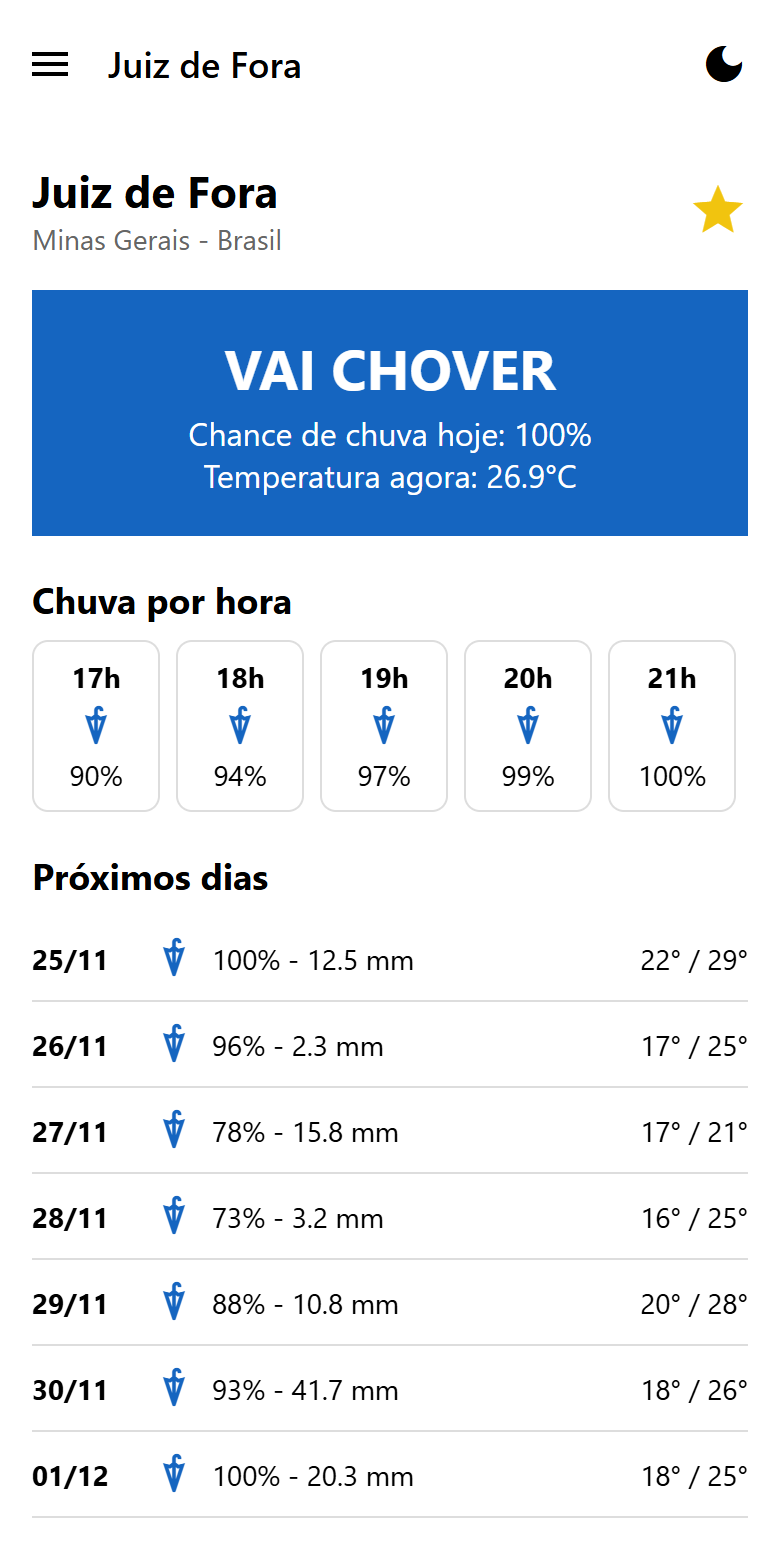 Juiz de Fora
Juiz de Fora
Minas Gerais - Brasil
VAI CHOVER
Chance de chuva hoje: 100%
Temperatura agora: 26.9°C
Chuva por hora
17h 18h 19h 20h 21h
90% 94% 97% 99% 100%
Próximos dias
25/11 100% - 12.5 mm 22° / 29°
26/11 96% - 2.3 mm 17° / 25°
27/11 78% - 15.8 mm 17° / 21°
28/11 73% - 3.2 mm 16° / 25°
29/11 88% - 10.8 mm 20° / 28°
30/11 93% - 41.7 mm 18° / 26°
01/12 100% - 20.3 mm 18° / 25°